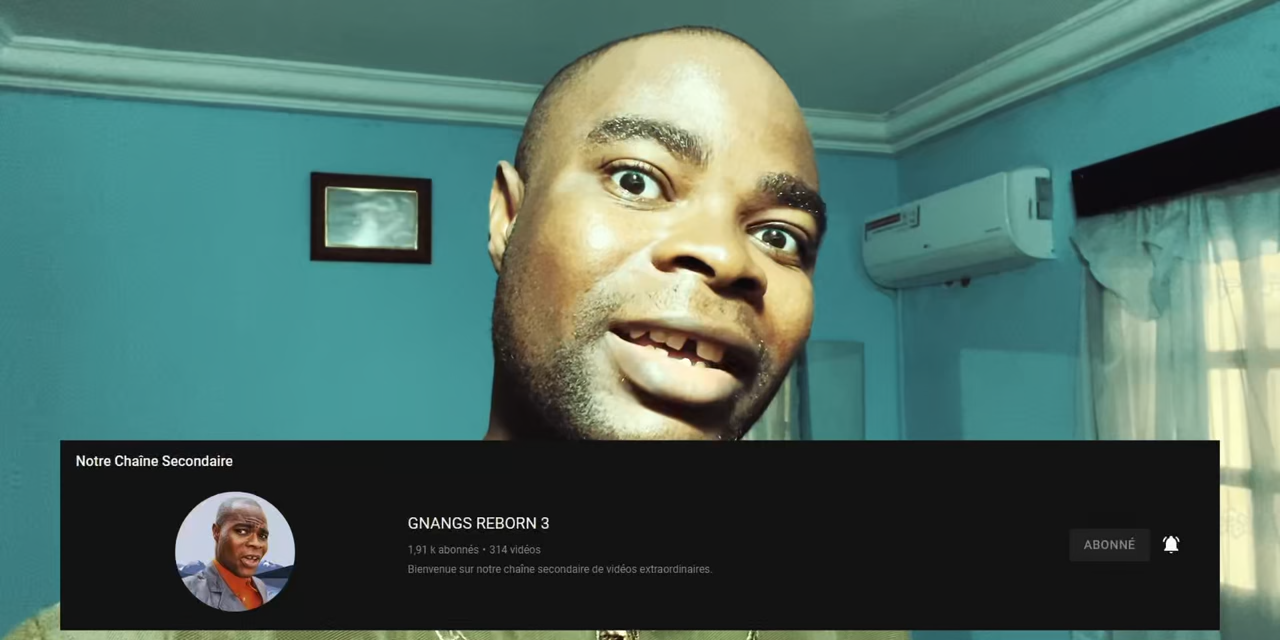 Notre Chaîne Secondaire
GNANGS REBORN 3
1,91 k abonnés • 314 vidéos
Bienvenue sur notre chaîne secondaire de vidéos extraordinaires.
ABONNÉ